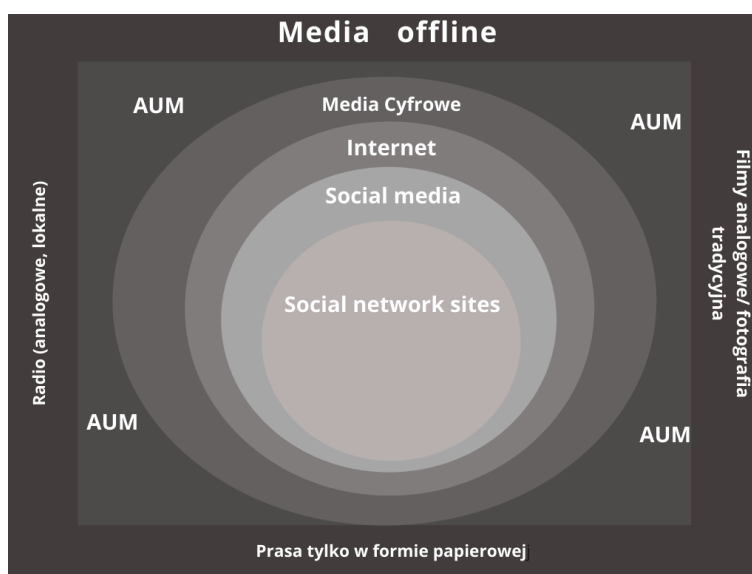 Media offline
AUM
Media Cyfrowe
AUM
Internet
Social media
Radio (analogowe, lokalne)
Filmy analogowe/ fotografia
tradycyjna
Social network sites
AUM
AUM
Prasa tylko w formie papierowej